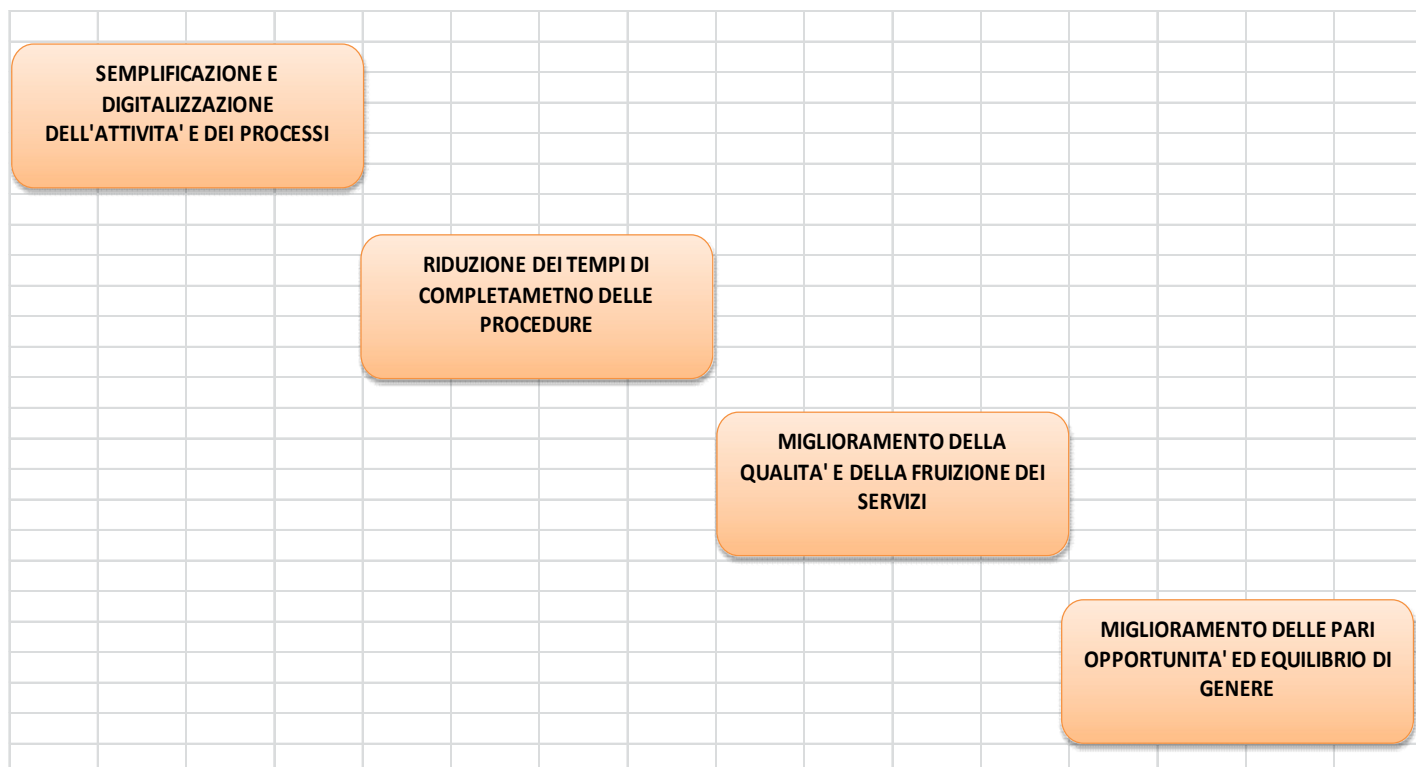 SEMPLIFICAZIONE E
DIGITALIZZAZIONE
DELL'ATTIVITA' E DEI PROCESSI
RIDUZIONE DEI TEMPI DI
COMPLETAMETNO DELLE
PROCEDURE
MIGLIORAMENTO DELLA
QUALITA' E DELLA FRUIZIONE DEI
SERVIZI
MIGLIORAMENTO DELLE PARI
OPPORTUNITA' ED EQUILIBRIO DI
GENERE